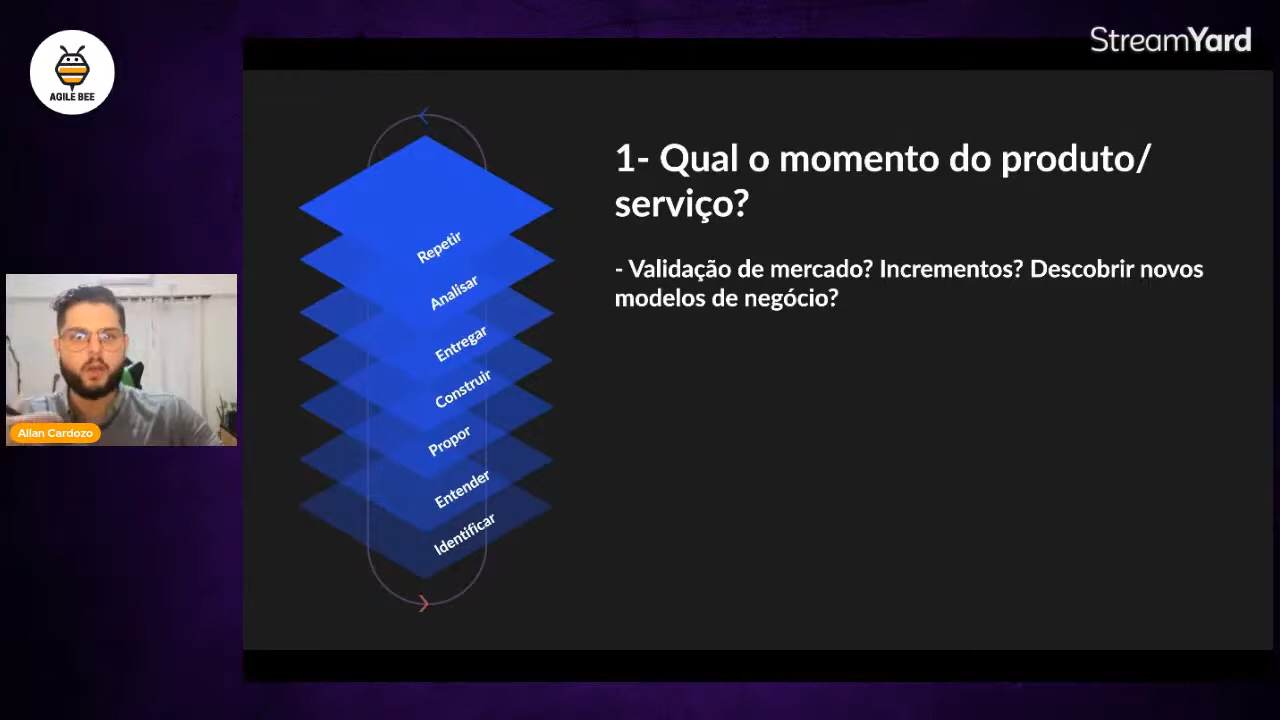 AGILE BEE
StreamYard
1- Qual o momento do produto/
serviço?
- Validação de mercado? Incrementos? Descobrir novos
modelos de negócio?
Repetir
Analisar
Entregar
Construir
Propor
Entender
Identificar
Allan Cardozo